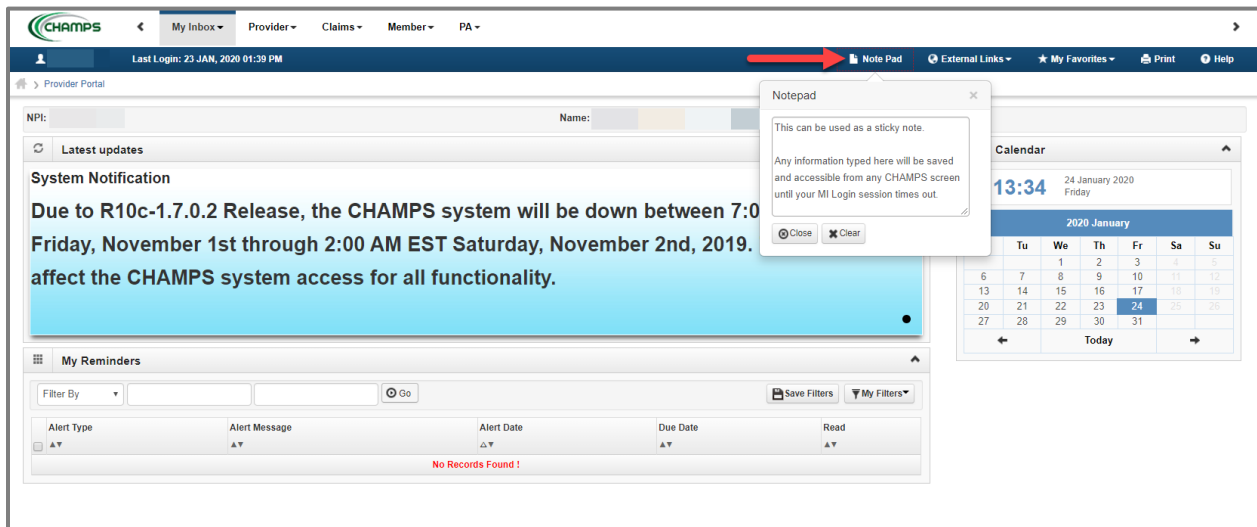 CHAMPS My Inbox Provider Claims Member PA
Last Login: 23 JAN, 2020 01:39 PM Note Pad External Links My Favorites Print Help
Provider Portal
NPI: Name:
Latest updates
System Notification
Due to R10c-1.7.0.2 Release, the CHAMPS system will be down between 7:0
Friday, November 1st through 2:00 AM EST Saturday, November 2nd, 2019.
affect the CHAMPS system access for all functionality.
Notepad
This can be used as a sticky note.
Any information typed here will be saved
and accessible from any CHAMPS screen
until your MI Login session times out.
Close Clear
Calendar
13:34 24 January 2020
Friday
2020 January
Tu We Th Fr Sa Su
1 2 3 4 5
6 7 8 9 10 11 12
13 14 15 16 17 18 19
20 21 22 23 24 25 26
27 28 29 30 31
Today
My Reminders
Filter By Go Save Filters My Filters
Alert Type Alert Message Alert Date Due Date Read
No Records Found !